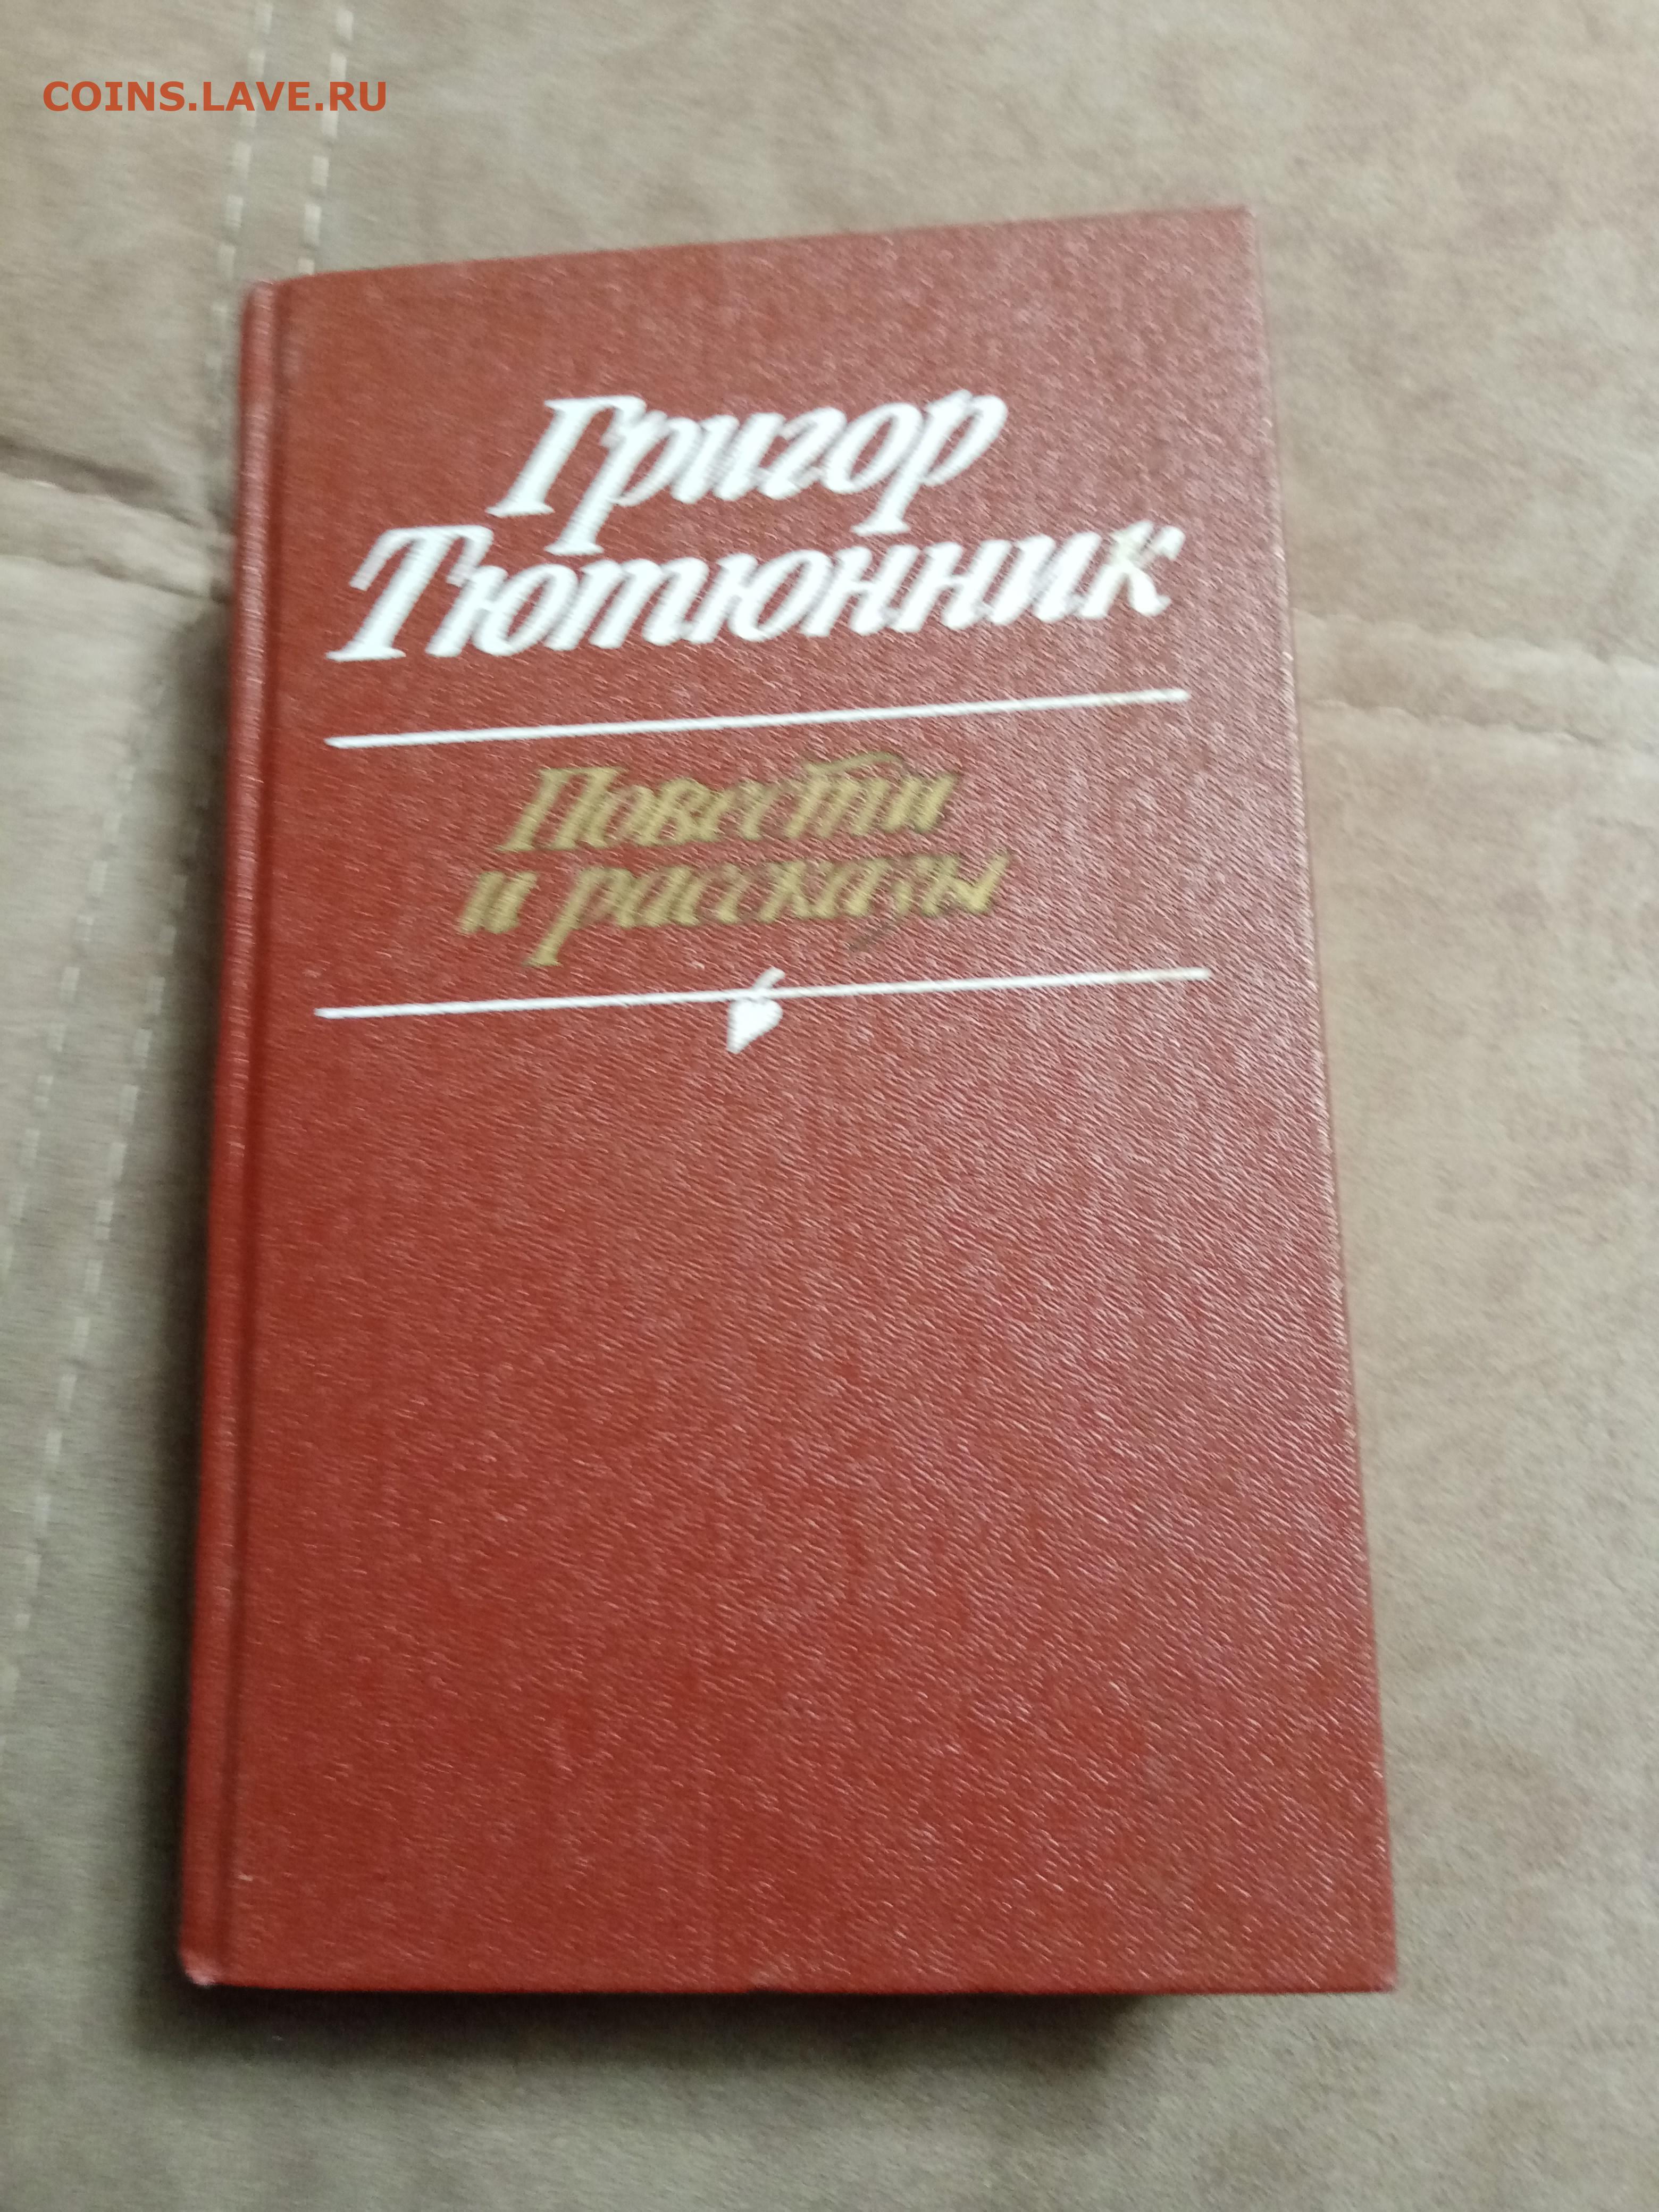 COINS.LAVE.RU
Григор
Тютюнник
Повести
и рассказы